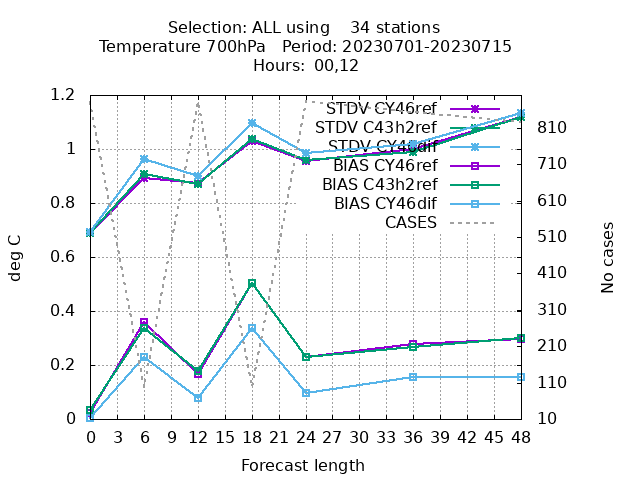 Selection: ALL using    34 stations
Temperature 700hPa   Period: 20230701-20230715
Hours:  00,12
1.2
1
0.8
0.6
0.4
0.2
0
deg C
STDV CY46ref
STDV C43h2ref
STDV CY46dif
BIAS CY46ref
BIAS C43h2ref
BIAS CY46dif
CASES
810
710
610
510
410
310
210
110
10
No cases
0 3 6 9 12 15 18 21 24 27 30 33 36 39 42 45 48
Forecast length